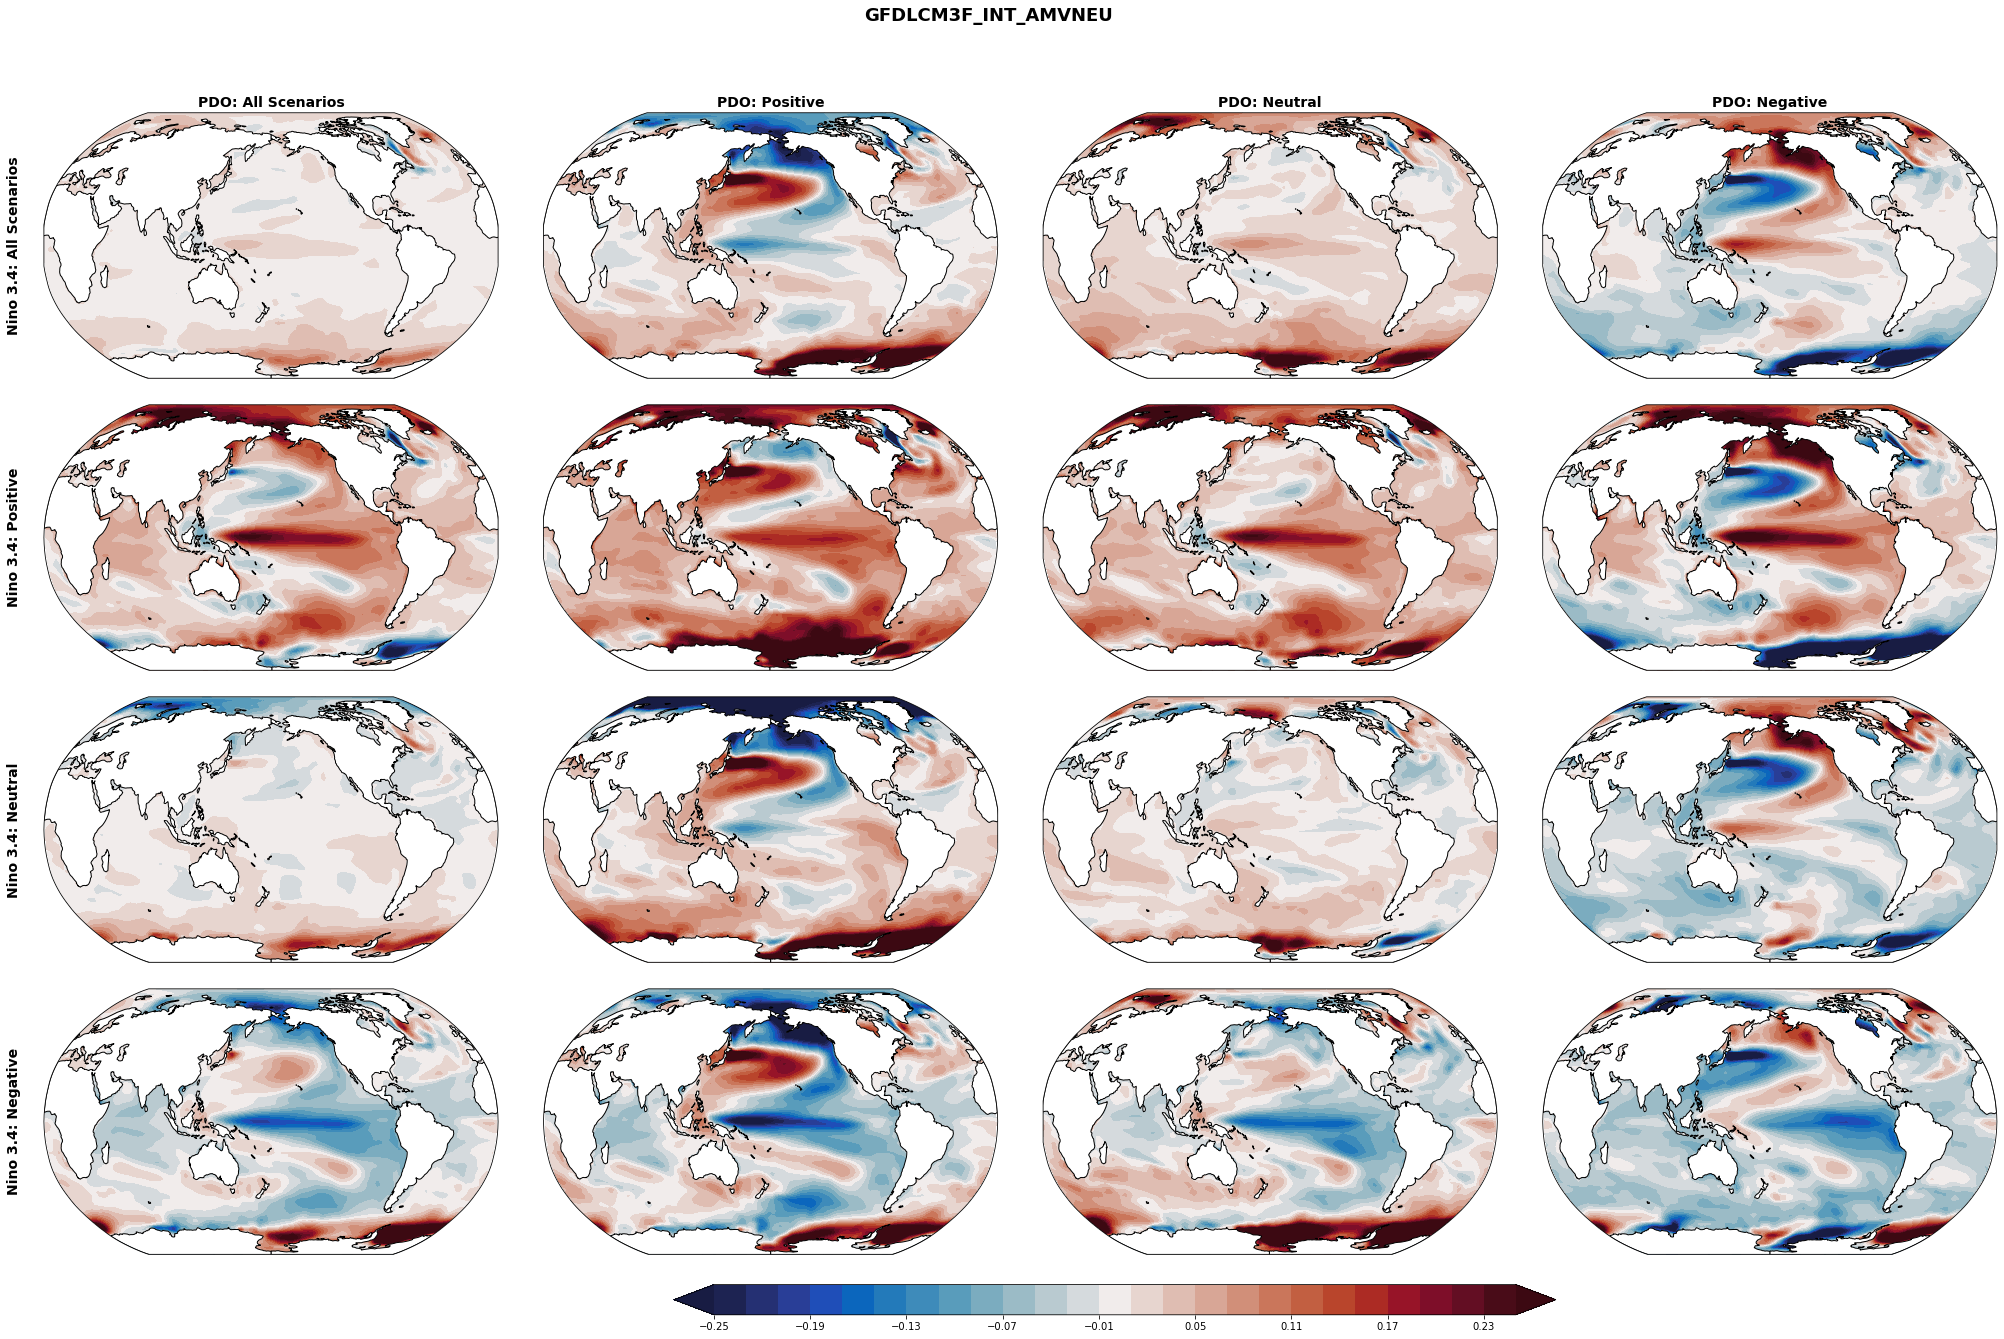 GFDLCM3F_INT_AMVNEU
PDO: All Scenarios
PDO: Positive
PDO: Neutral
PDO: Negative
Nino 3.4: All Scenarios
Nino 3.4: Positive
Nino 3.4: Neutral
Nino 3.4: Negative
−0.25 −0.19 −0.13 −0.07 −0.01 0.05 0.11 0.17 0.23